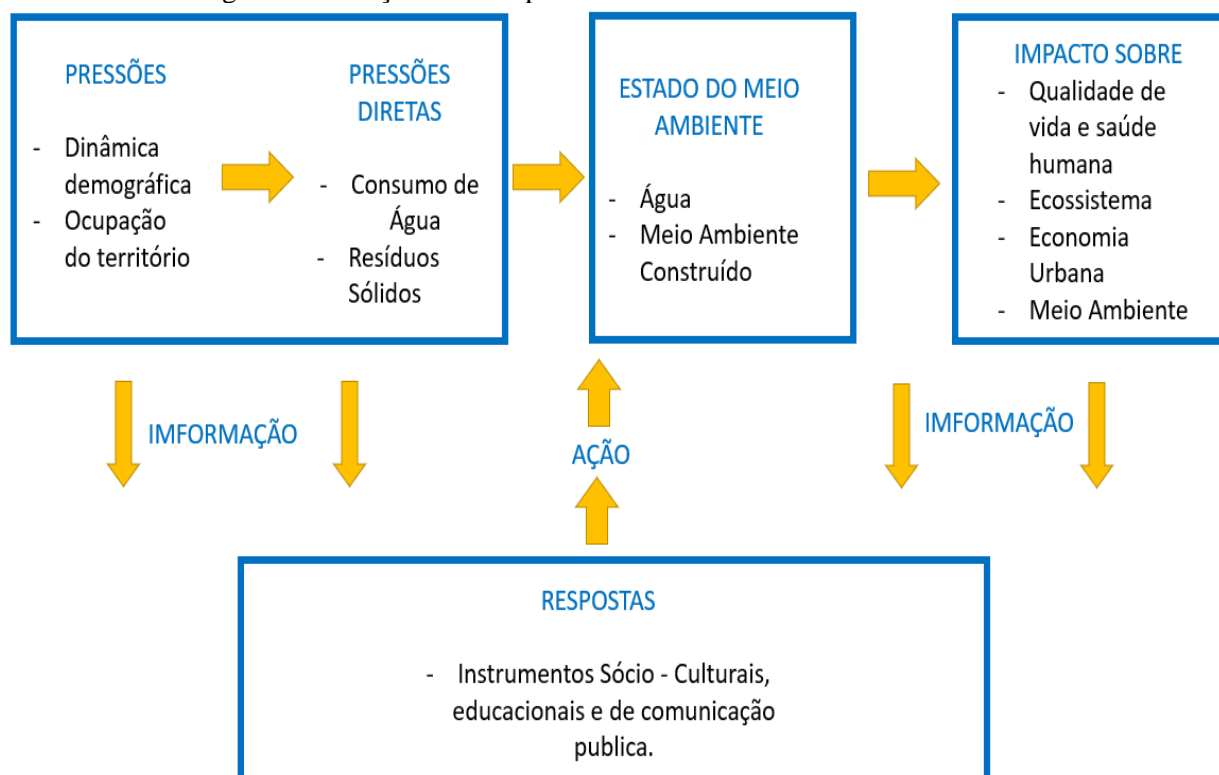 PRESSÕES
- Dinâmica
demográfica
- Ocupação
do território
PRESSÕES
DIRETAS
- Consumo de
Água
- Resíduos
Sólidos
ESTADO DO MEIO
AMBIENTE
- Água
- Meio Ambiente
Construído
IMPACTO SOBRE
- Qualidade de
vida e saúde
humana
- Ecossistema
- Economia
Urbana
- Meio Ambiente
IMFORMAÇÃO
AÇÃO
IMFORMAÇÃO
RESPOSTAS
- Instrumentos Sócio - Culturais,
educacionais e de comunicação
publica.